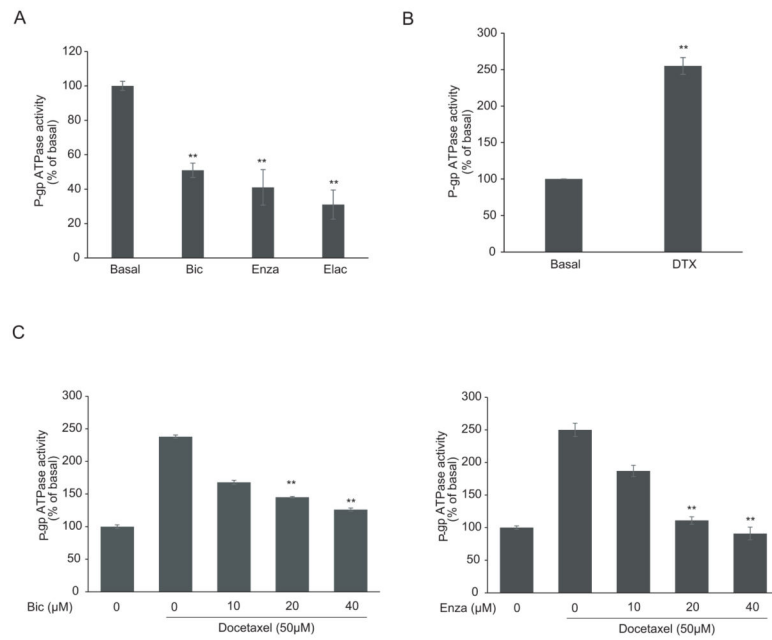 A
P-gp ATPase activity
(% of basal)
120
100
80
60
40
20
0
**
**
**
Basal Bic Enza Elac
B
P-gp ATPase activity
(% of basal)
300
250
200
150
100
50
0
**
Basal DTX
C
P-gp ATPase activity
(% of basal)
300
250
200
150
100
50
0
**
**
Bic (µM) 0 0 10 20 40
Docetaxel (50µM)
P-gp ATPase activity
(% of basal)
300
250
200
150
100
50
0
**
**
Enza (µM) 0 0 10 20 40
Docetaxel (50µM)